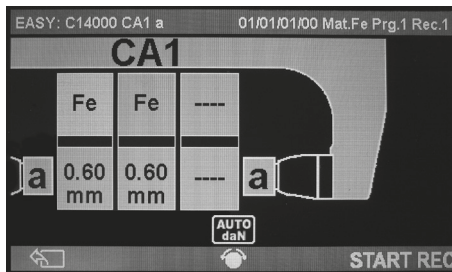 EASY: C14000 CA1 a 01/01/01/00 Mat.Fe Prg.1 Rec.1
CA1
Fe Fe ----
a 0.60 mm 0.60 mm ---- a
AUTO
daN
START REC